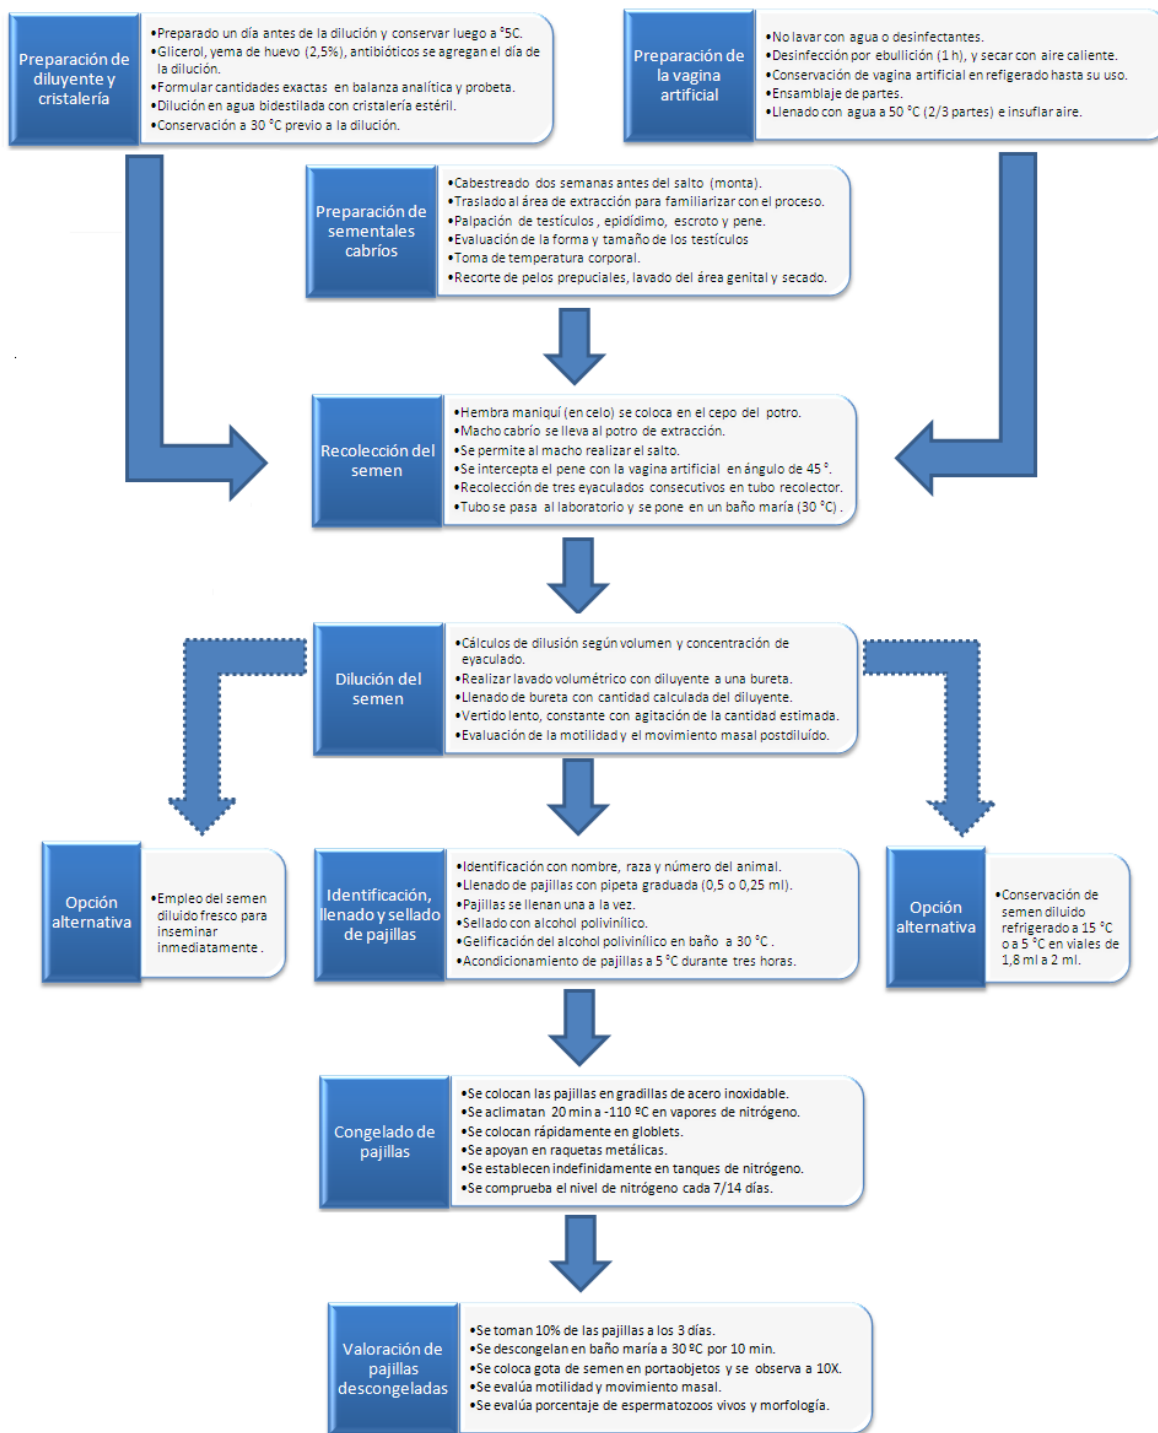 Preparación de
diluyente y
cristalería
•Preparado un día antes de la dilución y conservar luego a °5C.
•Glicerol, yema de huevo (2,5%), antibióticos se agregan el día de
la dilución.
•Formular cantidades exactas en balanza analítica y probeta.
•Dilución en agua bidestilada con cristalería estéril.
•Conservación a 30 °C previo a la dilución.
Preparación de
la vagina
artificial
•No lavar con agua o desinfectantes.
•Desinfección por ebullición (1 h), y secar con aire caliente.
•Conservación de vagina artificial en refigerado hasta su uso.
•Ensamblaje de partes.
•Llenado con agua a 50 °C (2/3 partes) e insuflar aire.
Preparación de
sementales
cabríos
•Cabestreado dos semanas antes del salto (monta).
•Traslado al área de extracción para familiarizar con el proceso.
•Palpación de testículos , epidídimo, escroto y pene.
•Evaluación de la forma y tamaño de los testículos
•Toma de temperatura corporal.
•Recorte de pelos prepuciales, lavado del área genital y secado.
Recolección del
semen
•Hembra maniquí (en celo) se coloca en el cepo del potro.
•Macho cabrío se lleva al potro de extracción.
•Se permite al macho realizar el salto.
•Se intercepta el pene con la vagina artificial en ángulo de 45 °.
•Recolección de tres eyaculados consecutivos en tubo recolector.
•Tubo se pasa al laboratorio y se pone en un baño maría (30 °C) .
Dilución del
semen
•Cálculos de dilusión según volumen y concentración de
eyaculado.
•Realizar lavado volumétrico con diluyente a una bureta.
•Llenado de bureta con cantidad calculada del diluyente.
•Vertido lento, constante con agitación de la cantidad estimada.
•Evaluación de la motilidad y el movimiento masal postdiluído.
Opción
alternativa
•Empleo del semen
diluido fresco para
inseminar
inmediatamente .
Identificación,
llenado y sellado
de pajillas
•Identificación con nombre, raza y número del animal.
•Llenado de pajillas con pipeta graduada (0,5 o 0,25 ml).
•Pajillas se llenan una a la vez.
•Sellado con alcohol polivinílico.
•Gelificación del alcohol polivinílico en baño a 30 °C .
•Acondicionamiento de pajillas a 5 °C durante tres horas.
Opción
alternativa
•Conservación de
semen diluido
refrigerado a 15 °C
o a 5 °C en viales de
1,8 ml a 2 ml.
Congelado de
pajillas
•Se colocan las pajillas en gradillas de acero inoxidable.
•Se aclimatan 20 min a -110 ºC en vapores de nitrógeno.
•Se colocan rápidamente en globlets.
•Se apoyan en raquetas metálicas.
•Se establecen indefinidamente en tanques de nitrógeno.
•Se comprueba el nivel de nitrógeno cada 7/14 días.
Valoración de
pajillas
descongeladas
•Se toman 10% de las pajillas a los 3 días.
•Se descongelan en baño maría a 30 ºC por 10 min.
•Se coloca gota de semen en portaobjetos y se observa a 10X.
•Se evalúa motilidad y movimiento masal.
•Se evalúa porcentaje de espermatozoos vivos y morfología.